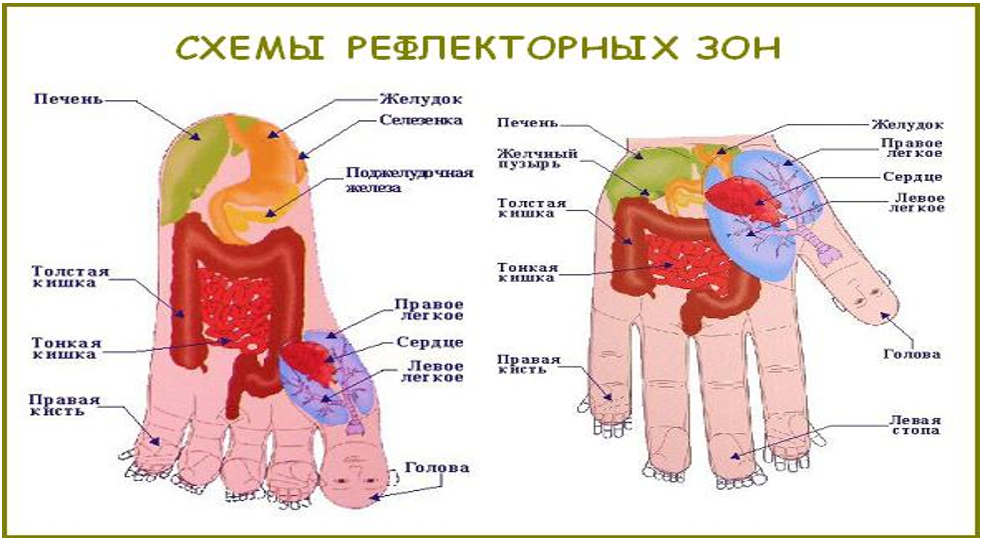 СХЕМЫ РЕФЛЕКТОРНЫХ ЗОН
Печень
Желудок
Селезенка
Поджелудочная
железа
Толстая
кишка
Правое
легкое
Тонкая
кишка
Сердце
Левое
легкое
Правая
кисть
Голова
Печень
Желудок
Желчный
пузырь
Правое
легкое
Сердце
Толстая
кишка
Левое
легкое
Тонкая
кишка
Голова
Правая
кисть
Левая
стопа